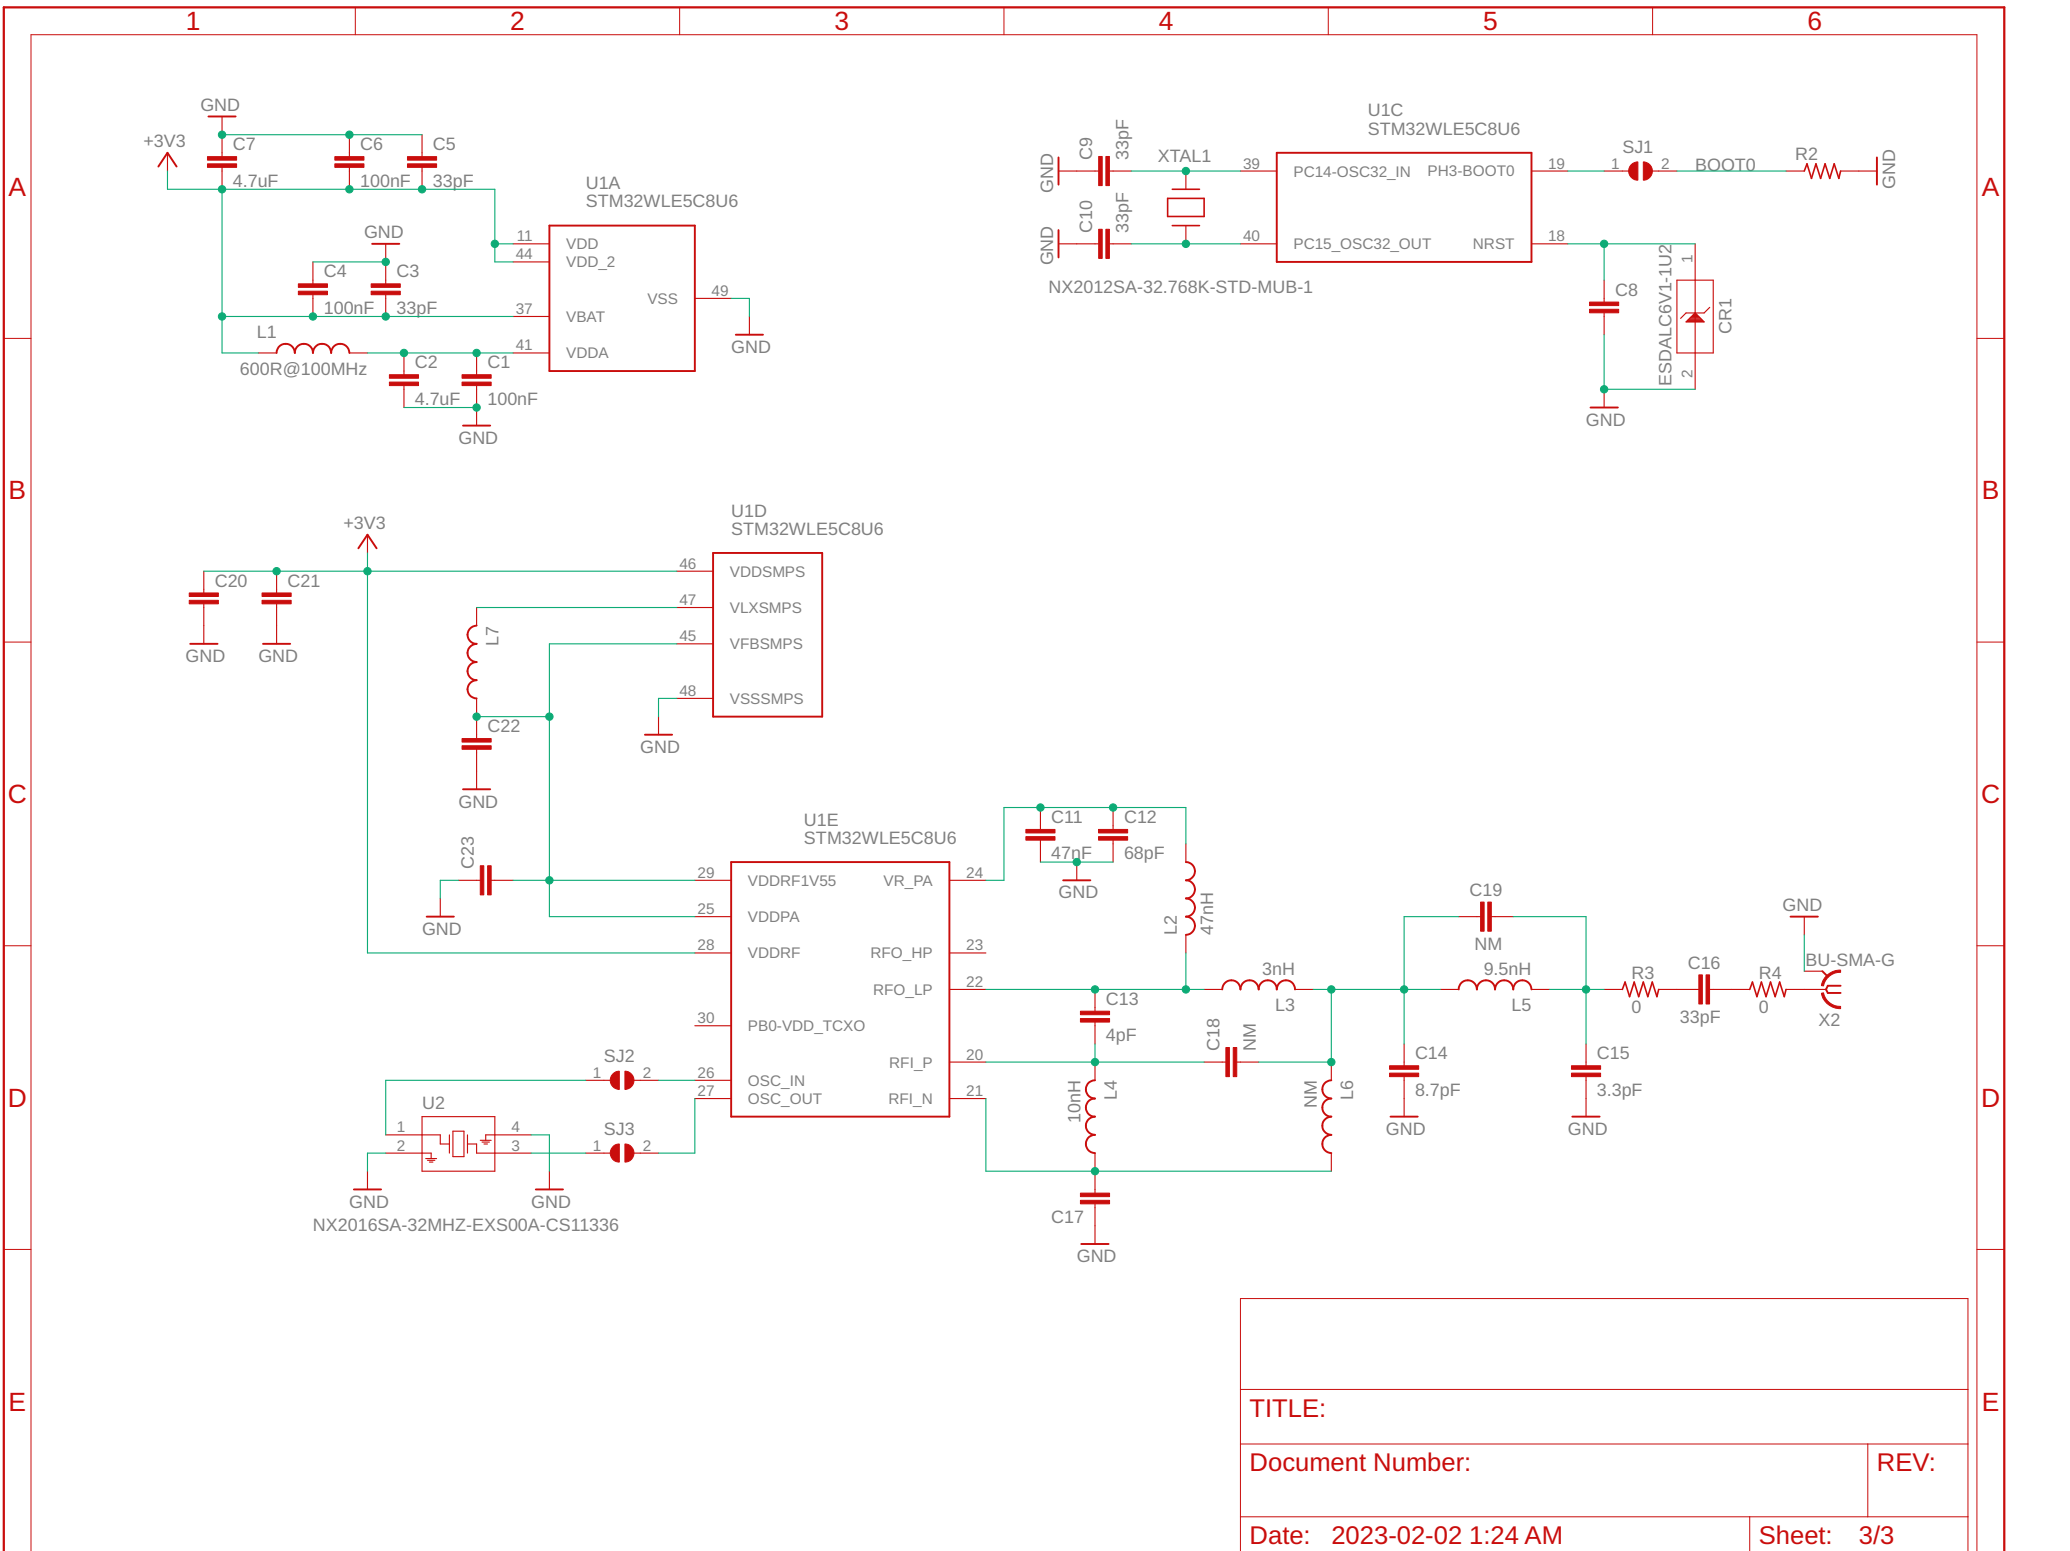 1 2 3 4 5 6
A A
B B
C C
D D
E E
GND
+3V3
C7
4.7uF
C6
100nF
C5
33pF
U1A
STM32WLE5C8U6
GND
C4
100nF
C3
33pF
L1
600R@100MHz
C2
4.7uF
C1
100nF
GND
11 VDD
44 VDD_2
37 VBAT
41 VDDA
VSS 49
GND
U1C
STM32WLE5C8U6
GND
C9
33pF
XTAL1
GND
C10
33pF
NX2012SA-32.768K-STD-MUB-1
39 PC14-OSC32_IN
40 PC15_OSC32_OUT
PH3-BOOT0 19
NRST 18
SJ1
1 2
BOOT0
R2
GND
C8
ESDALC6V1-1U2
1
2
CR1
GND
+3V3
C20
GND
C21
GND
U1D
STM32WLE5C8U6
46 VDDSMPS
47 VLXSMPS
45 VFBSMPS
48 VSSSMPS
GND
L7
C22
GND
C23
GND
U1E
STM32WLE5C8U6
29 VDDRF1V55
25 VDDPA
28 VDDRF
30 PB0-VDD_TCXO
26 OSC_IN
27 OSC_OUT
VR_PA 24
RFO_HP 23
RFO_LP 22
RFI_P 20
RFI_N 21
SJ2
1 2
SJ3
1 2
U2
1
2
4
3
GND
GND
NX2016SA-32MHZ-EXS00A-CS11336
C11
47nF
C12
68pF
GND
L2
47nH
C13
4pF
3nH
L3
C18
NM
10nH
L4
NM
L6
C17
GND
C19
NM
9.5nH
L5
C14
8.7pF
GND
C15
3.3pF
GND
R3
0
C16
33pF
R4
0
GND
BU-SMA-G
X2
TITLE:
Document Number:
REV:
Date: 2023-02-02 1:24 AM
Sheet: 3/3